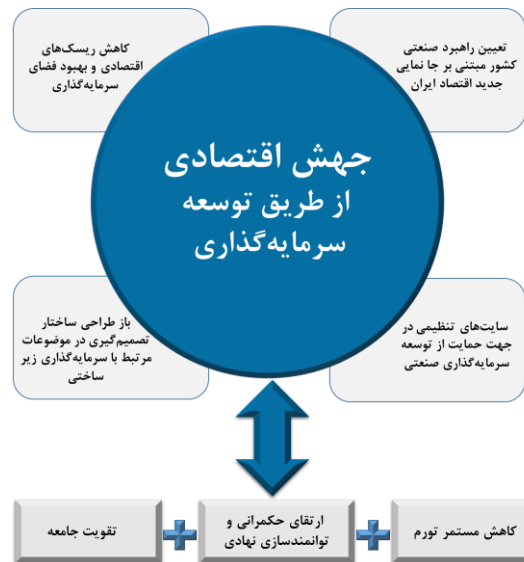 تعیین راهبرد صنعتی
کشور مبتنی بر جا نمایی
جدید اقتصاد ایران
کاهش ریسک‌های
اقتصادی و بهبود فضای
سرمایه‌گذاری
جهش اقتصادی
از طریق توسعه
سرمایه‌گذاری
سایت‌های تنظیمی در
جهت حمایت از توسعه
سرمایه‌گذاری صنعتی
باز طراحی ساختار
تصمیم‌گیری در موضوعات
مرتبط با سرمایه‌گذاری زیر
ساختی
کاهش مستمر تورم
ارتقای حکمرانی و
توانمندسازی نهادی
تقویت جامعه